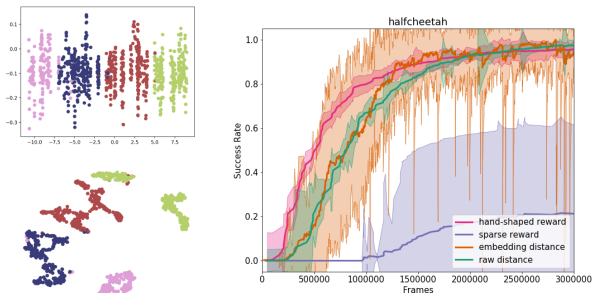 halfcheetah
0.1
0.0
−0.1
−0.2
−0.3
−10.0 −7.5 −5.0 −2.5 0.0 2.5 5.0 7.5
Success Rate
1.0
0.8
0.6
0.4
0.2
0.0
hand-shaped reward
sparse reward
embedding distance
raw distance
0 500000 1000000 1500000 2000000 2500000 3000000
Frames